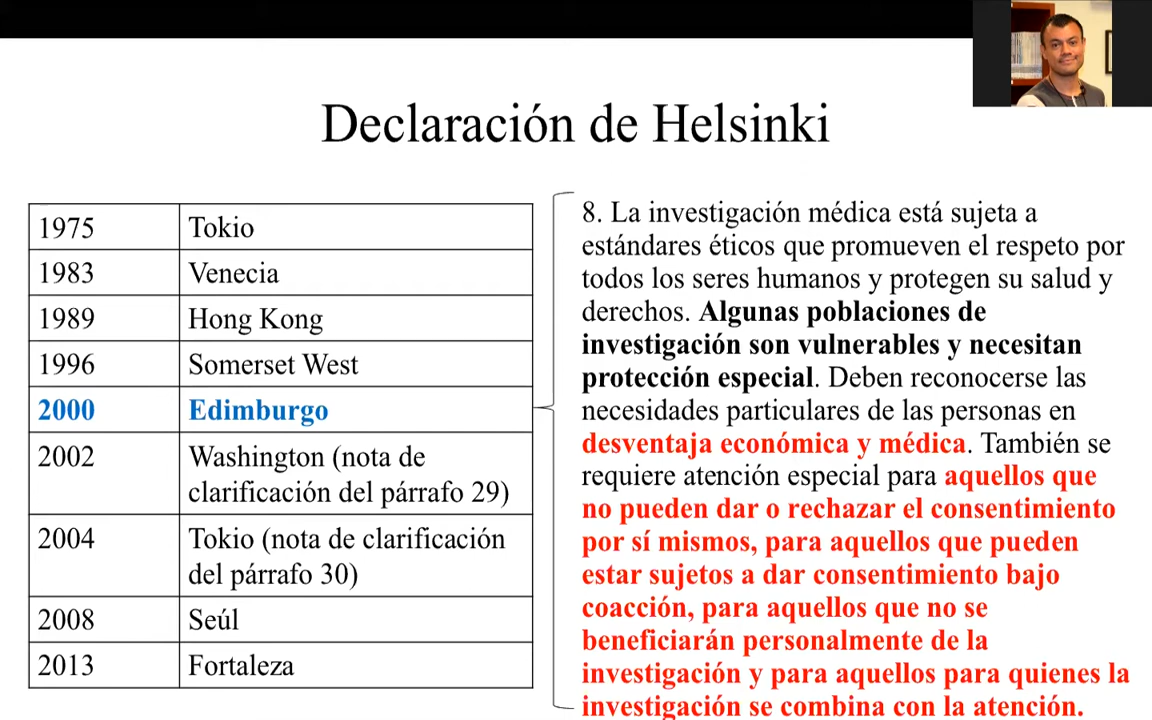 Declaración de Helsinki
1975 Tokio
1983 Venecia
1989 Hong Kong
1996 Somerset West
2000 Edimburgo
2002 Washington (nota de
clarificación del párrafo 29)
2004 Tokio (nota de clarificación
del párrafo 30)
2008 Seúl
2013 Fortaleza
8. La investigación médica está sujeta a
estándares éticos que promueven el respeto por
todos los seres humanos y protegen su salud y
derechos. Algunas poblaciones de
investigación son vulnerables y necesitan
protección especial. Deben reconocerse las
necesidades particulares de las personas en
desventaja económica y médica. También se
requiere atención especial para aquellos que
no pueden dar o rechazar el consentimiento
por sí mismos, para aquellos que pueden
estar sujetos a dar consentimiento bajo
coacción, para aquellos que no se
beneficiarán personalmente de la
investigación y para aquellos para quienes la
investigación se combina con la atención.